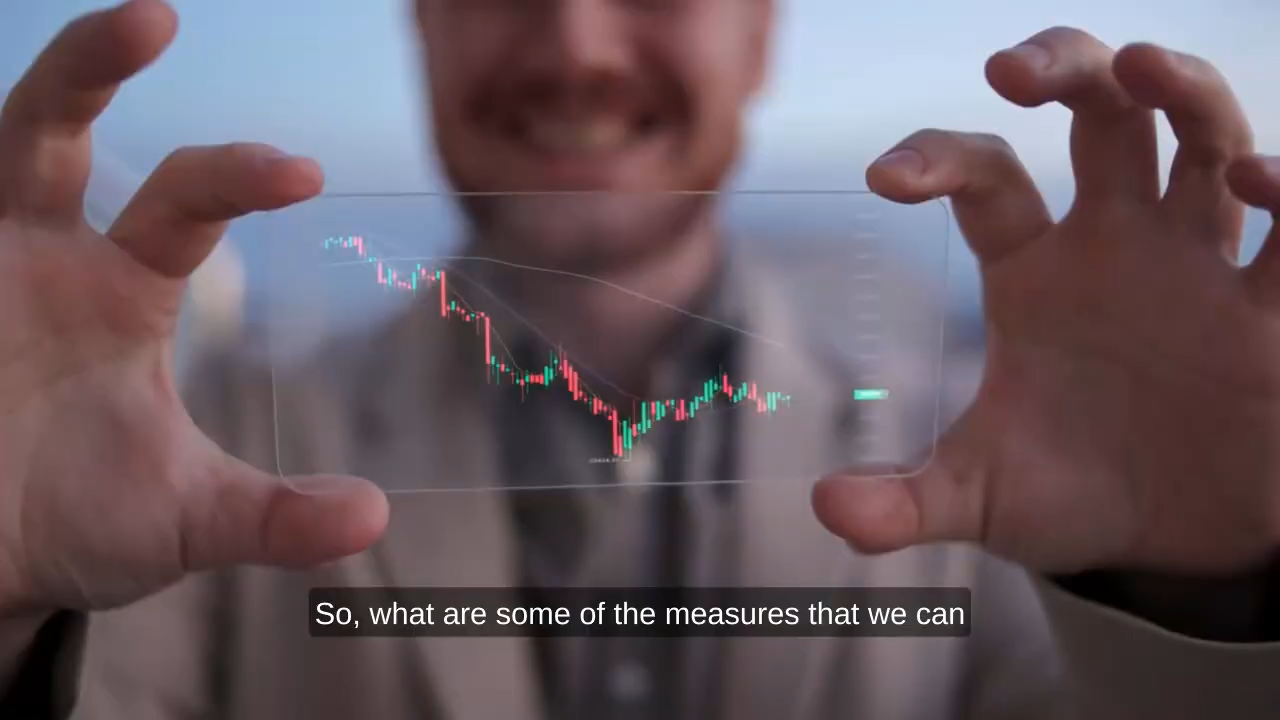 So, what are some of the measures that we can